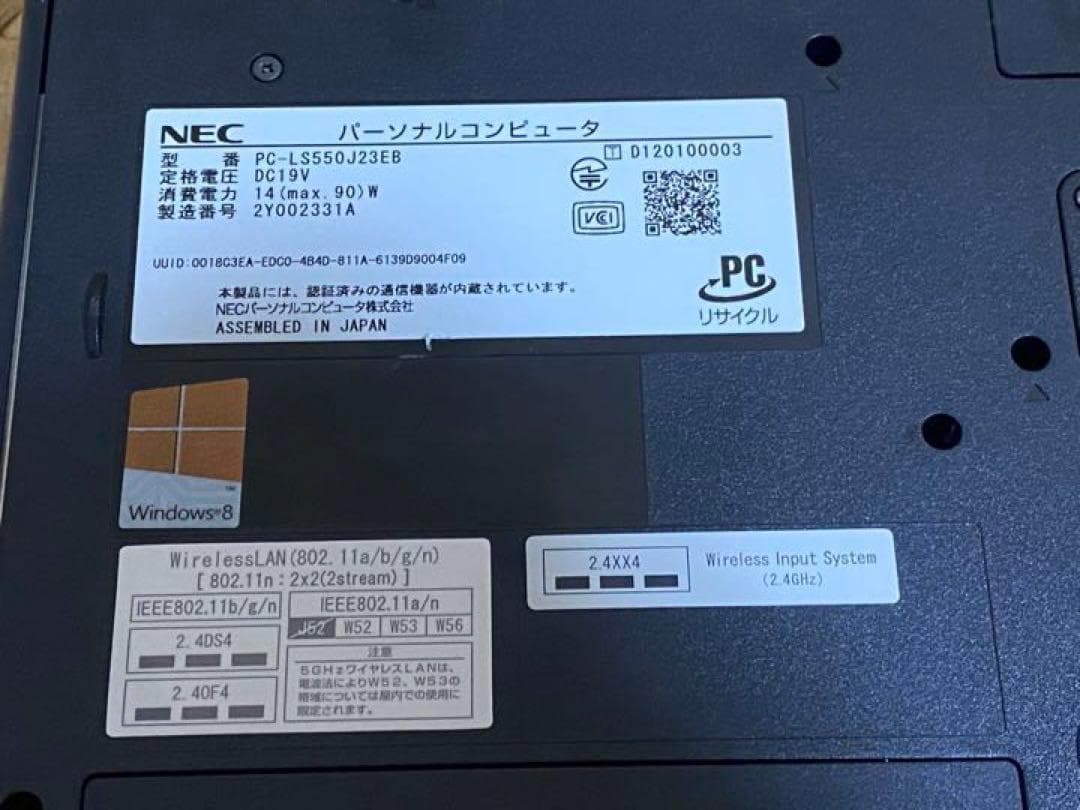 NEC パーソナルコンピュータ
型 番 PC-LS550J23EB
定格電圧 DC19V
消費電力 14(max.90)W
製造番号 2Y002331A
T D120100003
VCCI
UUID:0018C3EA-EDC0-4B4D-811A-6139D9004F09
本製品には、認証済みの通信機器が内蔵されています。
NECパーソナルコンピュータ株式会社
ASSEMBLED IN JAPAN
PC
リサイクル
Windows 8
WirelessLAN(802.11a/b/g/n)
[ 802.11n:2x2(2stream) ]
IEEE802.11b/g/n
2.4DS4
2.4OF4
IEEE802.11a/n
J52 W52 W53 W56
注意
5GHzワイヤレスLANは、
電波法によりW52、W53の
帯域については屋内での使用に
限定されます。
2.4XX4
Wireless Input System
(2.4GHz)